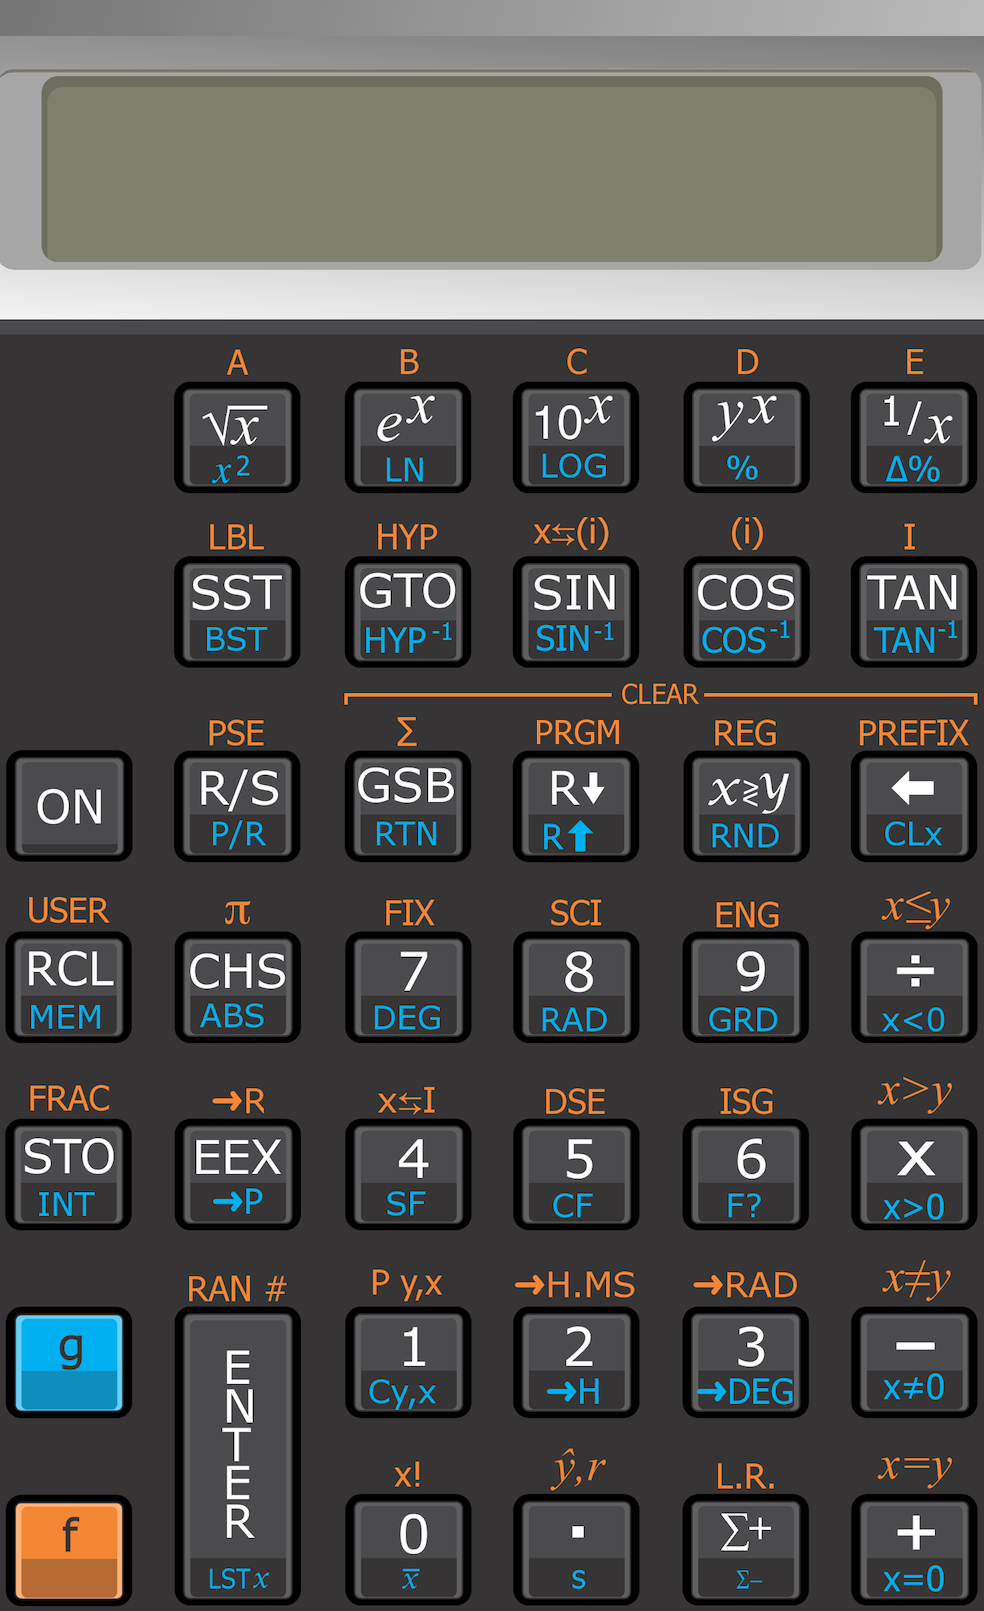 A B C D E
√x eˣ 10ˣ yˣ 1/x
x² LN LOG % Δ%
LBL HYP x⇆(i) (i) I
SST GTO SIN COS TAN
BST HYP⁻¹ SIN⁻¹ COS⁻¹ TAN⁻¹
CLEAR
PSE Σ PRGM REG PREFIX
ON R/S GSB R⬇ x≷y ⬅
P/R RTN R⬆ RND CLx
USER π FIX SCI ENG x≤y
RCL CHS 7 8 9 ÷
MEM ABS DEG RAD GRD x<0
FRAC ➜R x⇆I DSE ISG x>y
STO EEX 4 5 6 ×
INT ➜P SF CF F? x>0
RAN # P y,x ➜H.MS ➜RAD x≠y
g ENTER 1 2 3 −
Cy,x ➜H ➜DEG x≠0
x! ŷ,r L.R. x=y
f 0 . Σ+ +
LSTx x̅ s Σ− x=0